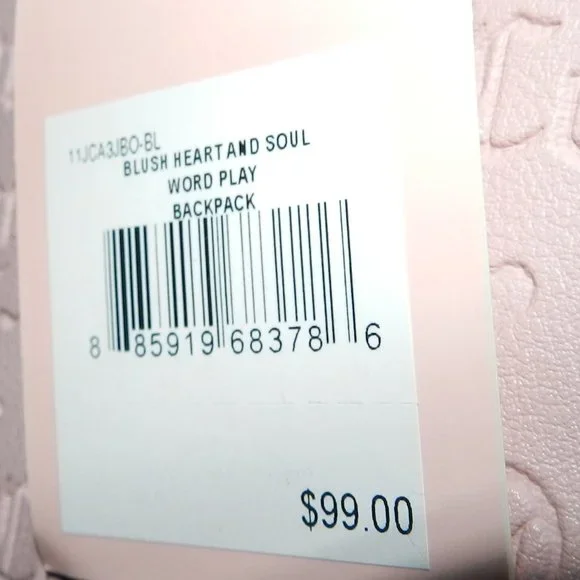 11JCA3JBO-BL
BLUSH HEART AND SOUL
WORD PLAY
BACKPACK
8 85919 68378 6
$99.00